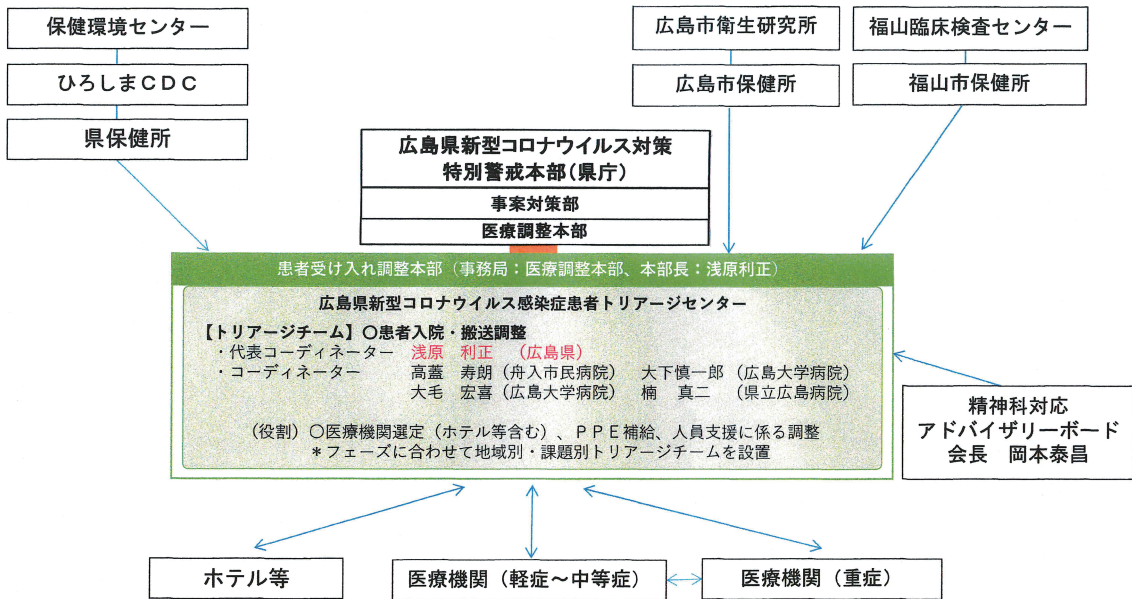 保健環境センター
ひろしまCDC
県保健所
広島市衛生研究所
広島市保健所
福山臨床検査センター
福山市保健所
広島県新型コロナウイルス対策
特別警戒本部(県庁)
事案対策部
医療調整本部
患者受け入れ調整本部(事務局:医療調整本部、本部長:浅原利正)
広島県新型コロナウイルス感染症患者トリアージセンター
【トリアージチーム】〇患者入院・搬送調整
・代表コーディネーター 浅原 利正 (広島県)
・コーディネーター 高蓋 寿朗(舟入市民病院) 大下慎一郎(広島大学病院)
大毛 宏喜(広島大学病院) 楠 真二 (県立広島病院)
(役割)〇医療機関選定(ホテル等含む)、PPE補給、人員支援に係る調整
*フェーズに合わせて地域別・課題別トリアージチームを設置
精神科対応
アドバイザリーボード
会長 岡本泰昌
ホテル等
医療機関(軽症~中等症)
医療機関(重症)